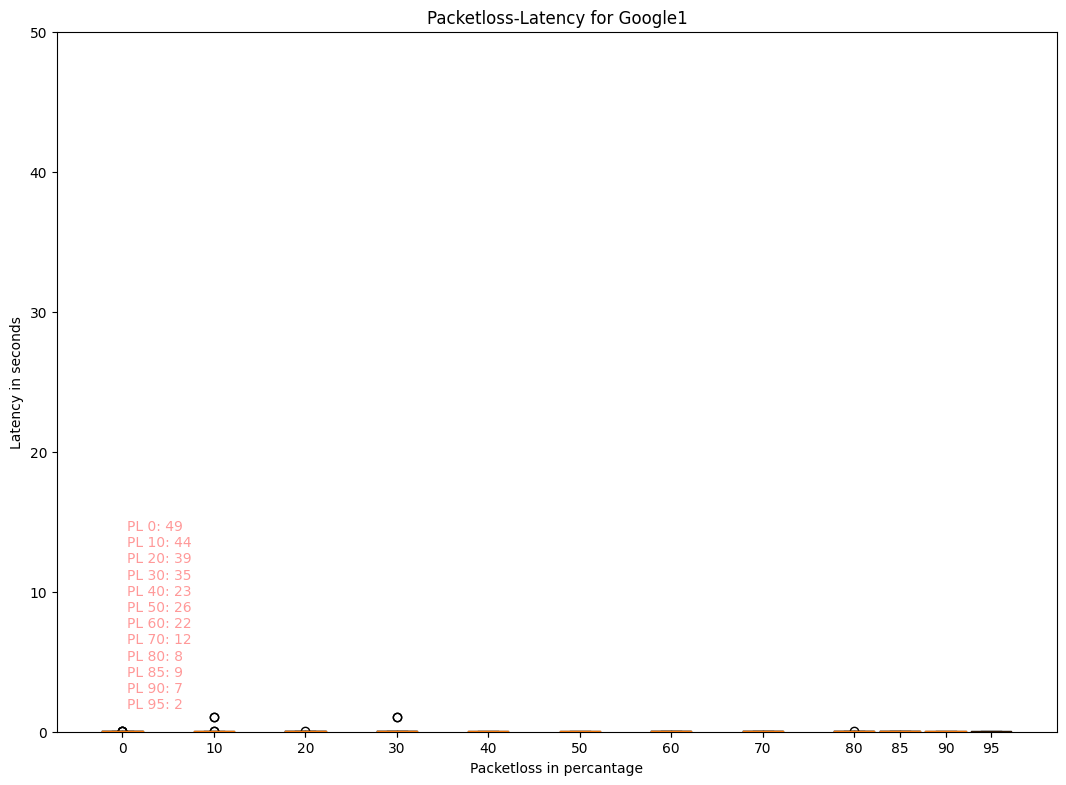 Packetloss-Latency for Google1
50
40
30
20
10
0
Latency in seconds
PL 0: 49
PL 10: 44
PL 20: 39
PL 30: 35
PL 40: 23
PL 50: 26
PL 60: 22
PL 70: 12
PL 80: 8
PL 85: 9
PL 90: 7
PL 95: 2
0 10 20 30 40 50 60 70 80 85 90 95
Packetloss in percantage